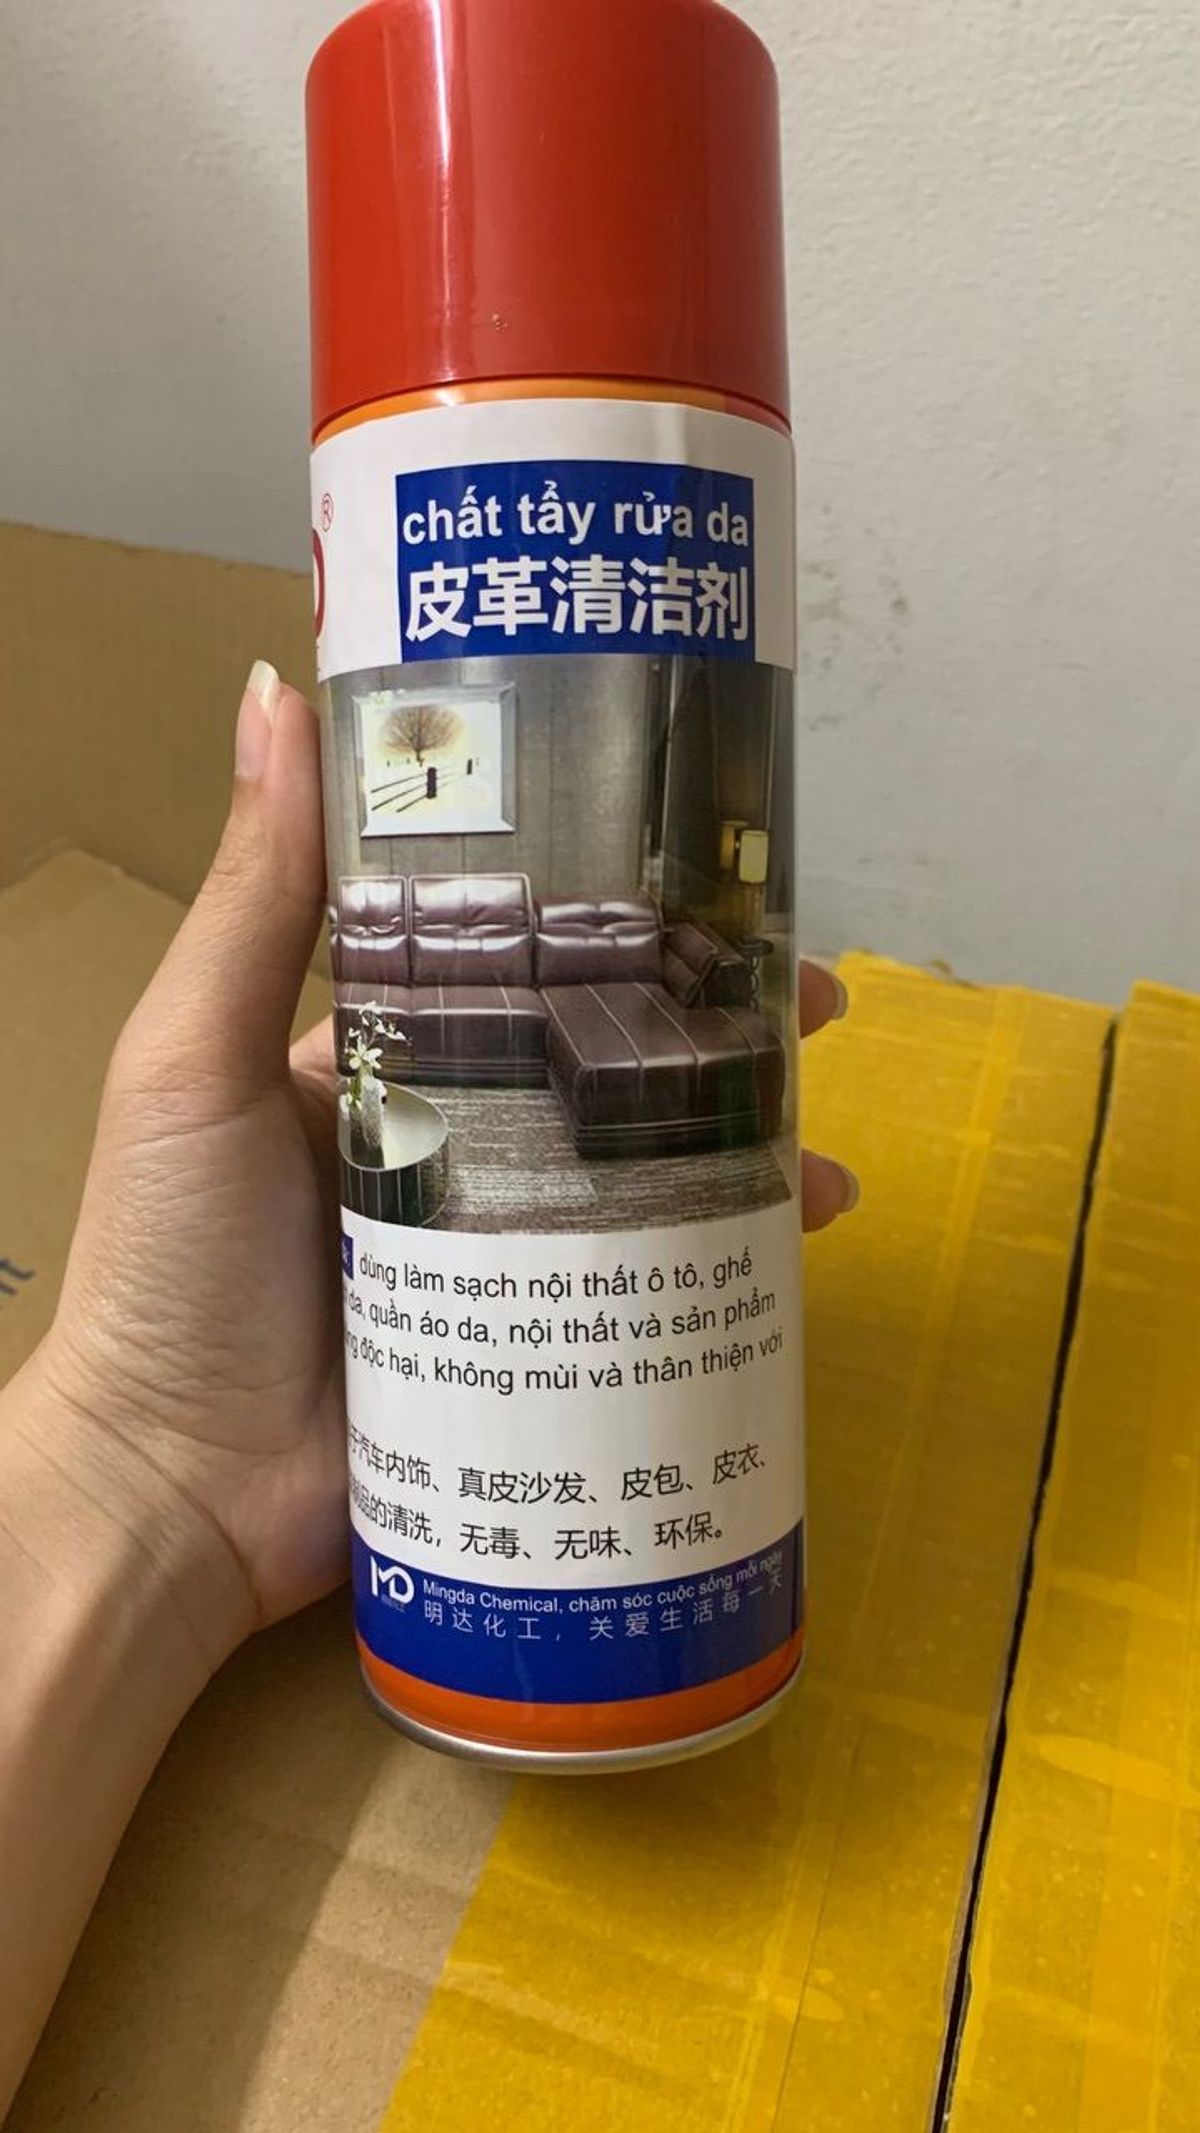 ®
chất tẩy rửa da
皮革清洁剂
dùng làm sạch nội thất ô tô, ghế
da, quần áo da, nội thất và sản phẩm
độc hại, không mùi và thân thiện với
汽车内饰、真皮沙发、皮包、皮衣、
制品的清洗，无毒、无味、环保。
MD
Mingda Chemical, chăm sóc cuộc sống mỗi ngày
明达化工，关爱生活每一天